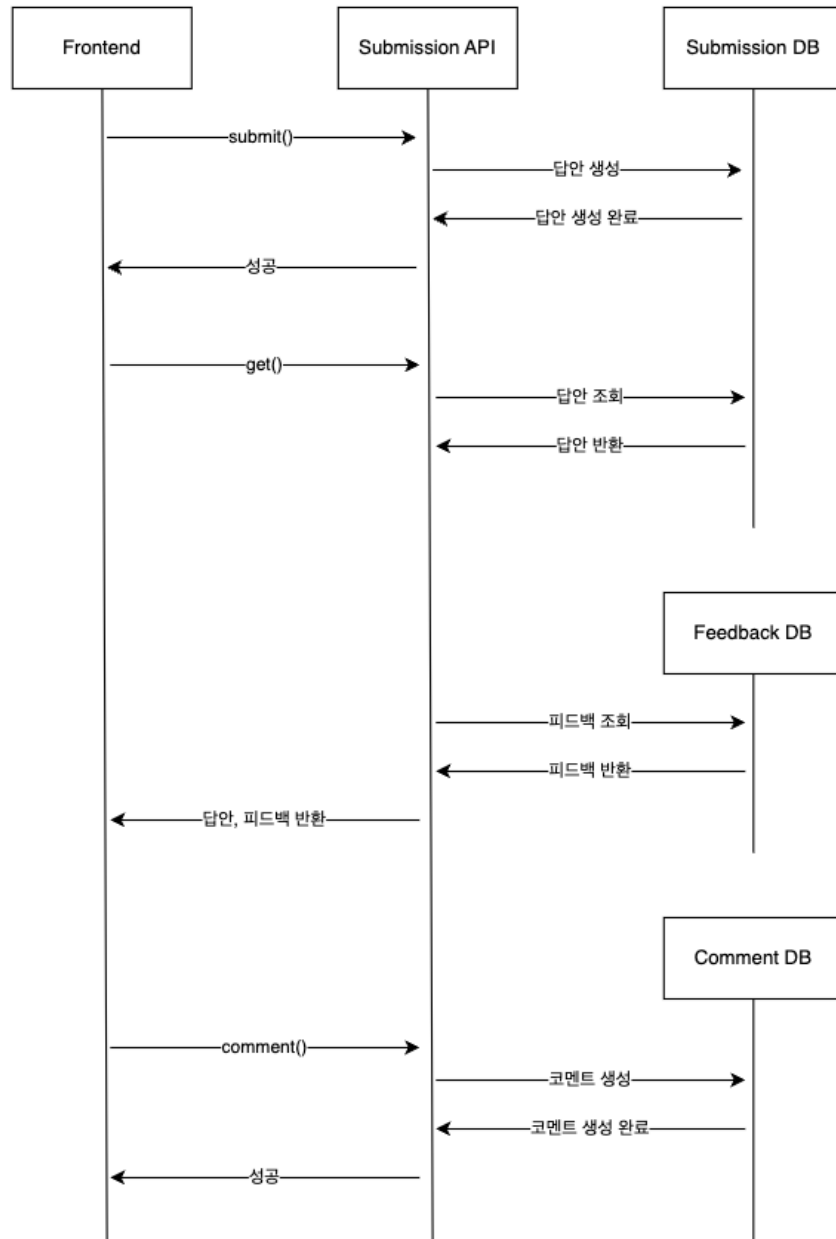 Frontend
Submission API
Submission DB
submit()
답안 생성
답안 생성 완료
성공
get()
답안 조회
답안 반환
Feedback DB
피드백 조회
피드백 반환
답안, 피드백 반환
Comment DB
comment()
코멘트 생성
코멘트 생성 완료
성공